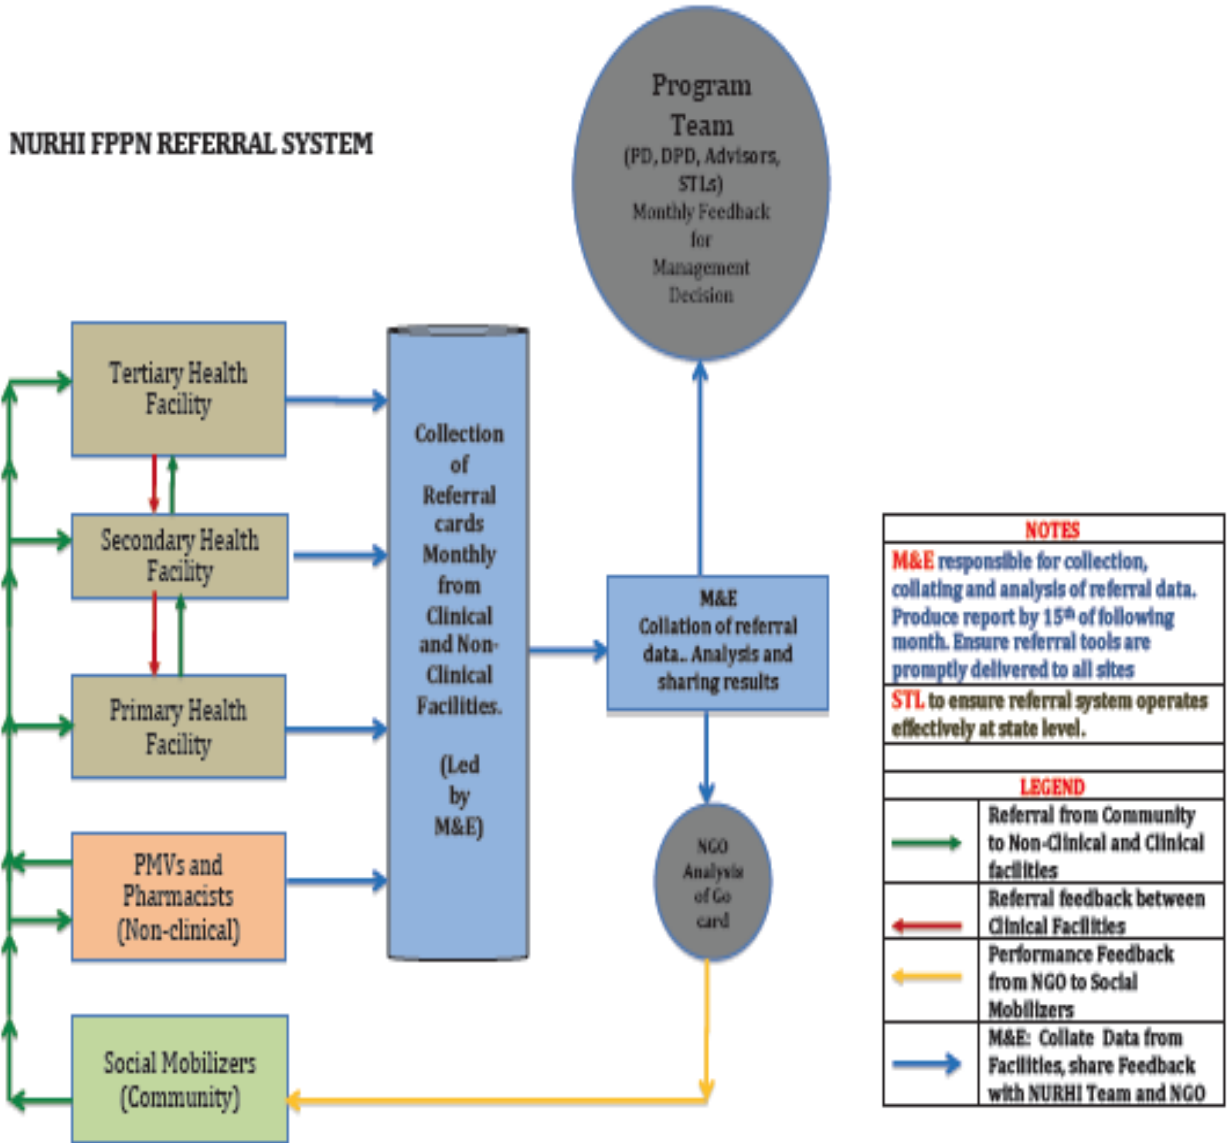 NURHI FPPN REFERRAL SYSTEM
Program
Team
(PD, DPD, Advisors,
STLs)
Monthly Feedback
for
Management
Decision
Tertiary Health
Facility
Secondary Health
Facility
Primary Health
Facility
PMVs and
Pharmacists
(Non-clinical)
Social Mobilizers
(Community)
Collection
of
Referral
cards
Monthly
from
Clinical
and Non-
Clinical
Facilities.
(Led
by
M&E)
M&E
Collation of referral
data.. Analysis and
sharing results
NGO
Analysis
of Go
card
NOTES
M&E responsible for collection,
collating and analysis of referral data.
Produce report by 15th of following
month. Ensure referral tools are
promptly delivered to all sites
STL to ensure referral system operates
effectively at state level.
LEGEND
Referral from Community
to Non-Clinical and Clinical
facilities
Referral feedback between
Clinical Facilities
Performance Feedback
from NGO to Social
Mobilizers
M&E: Collate Data from
Facilities, share Feedback
with NURHI Team and NGO